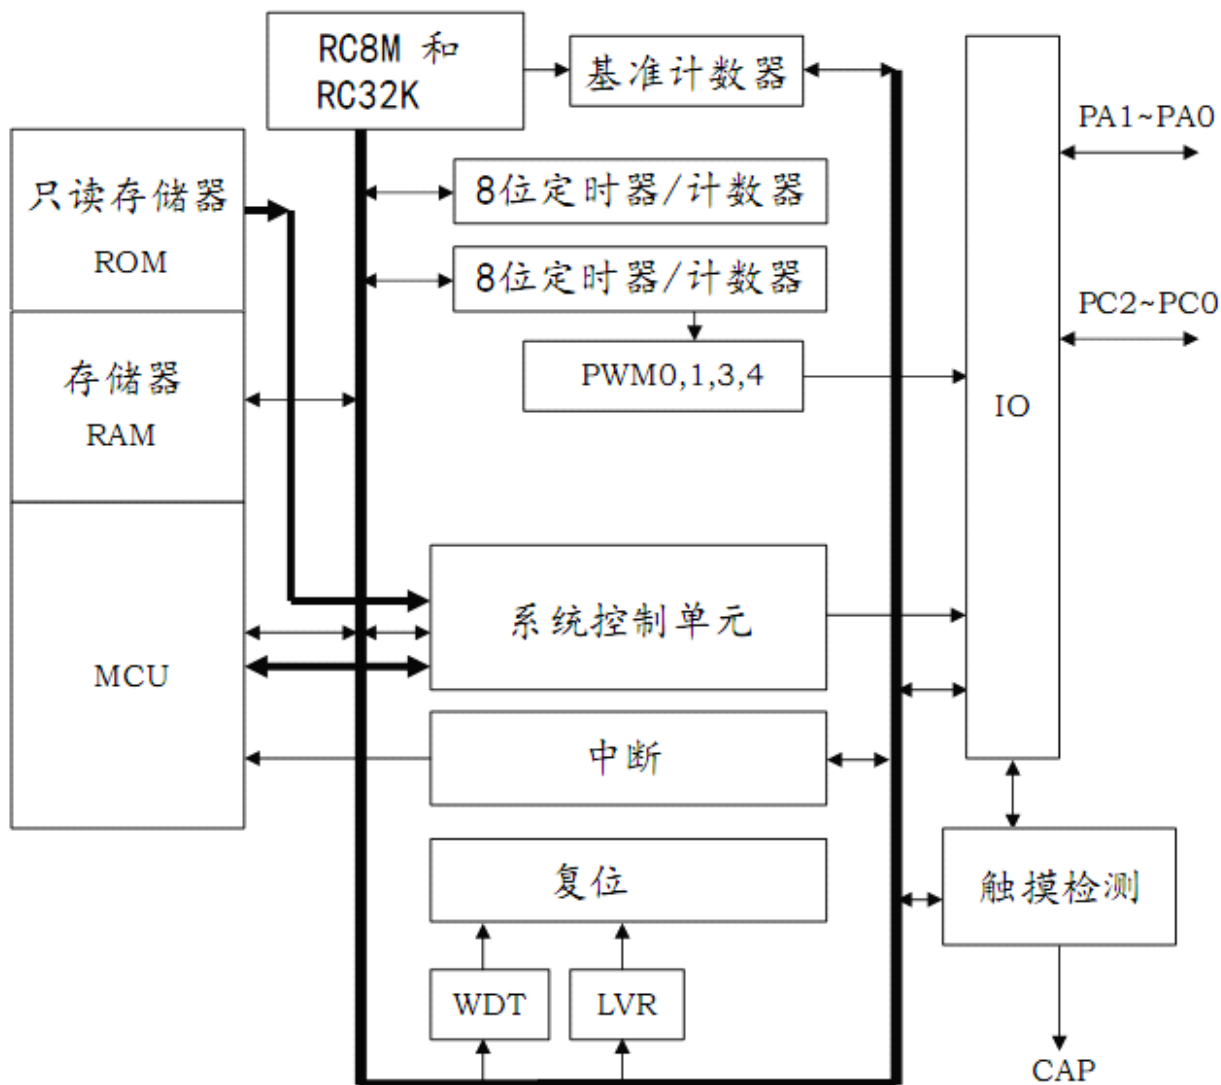 RC8M 和
RC32K
基准计数器
PA1~PA0
只读存储器
ROM
8位定时器/计数器
8位定时器/计数器
PC2~PC0
存储器
RAM
PWM0,1,3,4
IO
系统控制单元
MCU
中断
复位
触摸检测
WDT
LVR
CAP